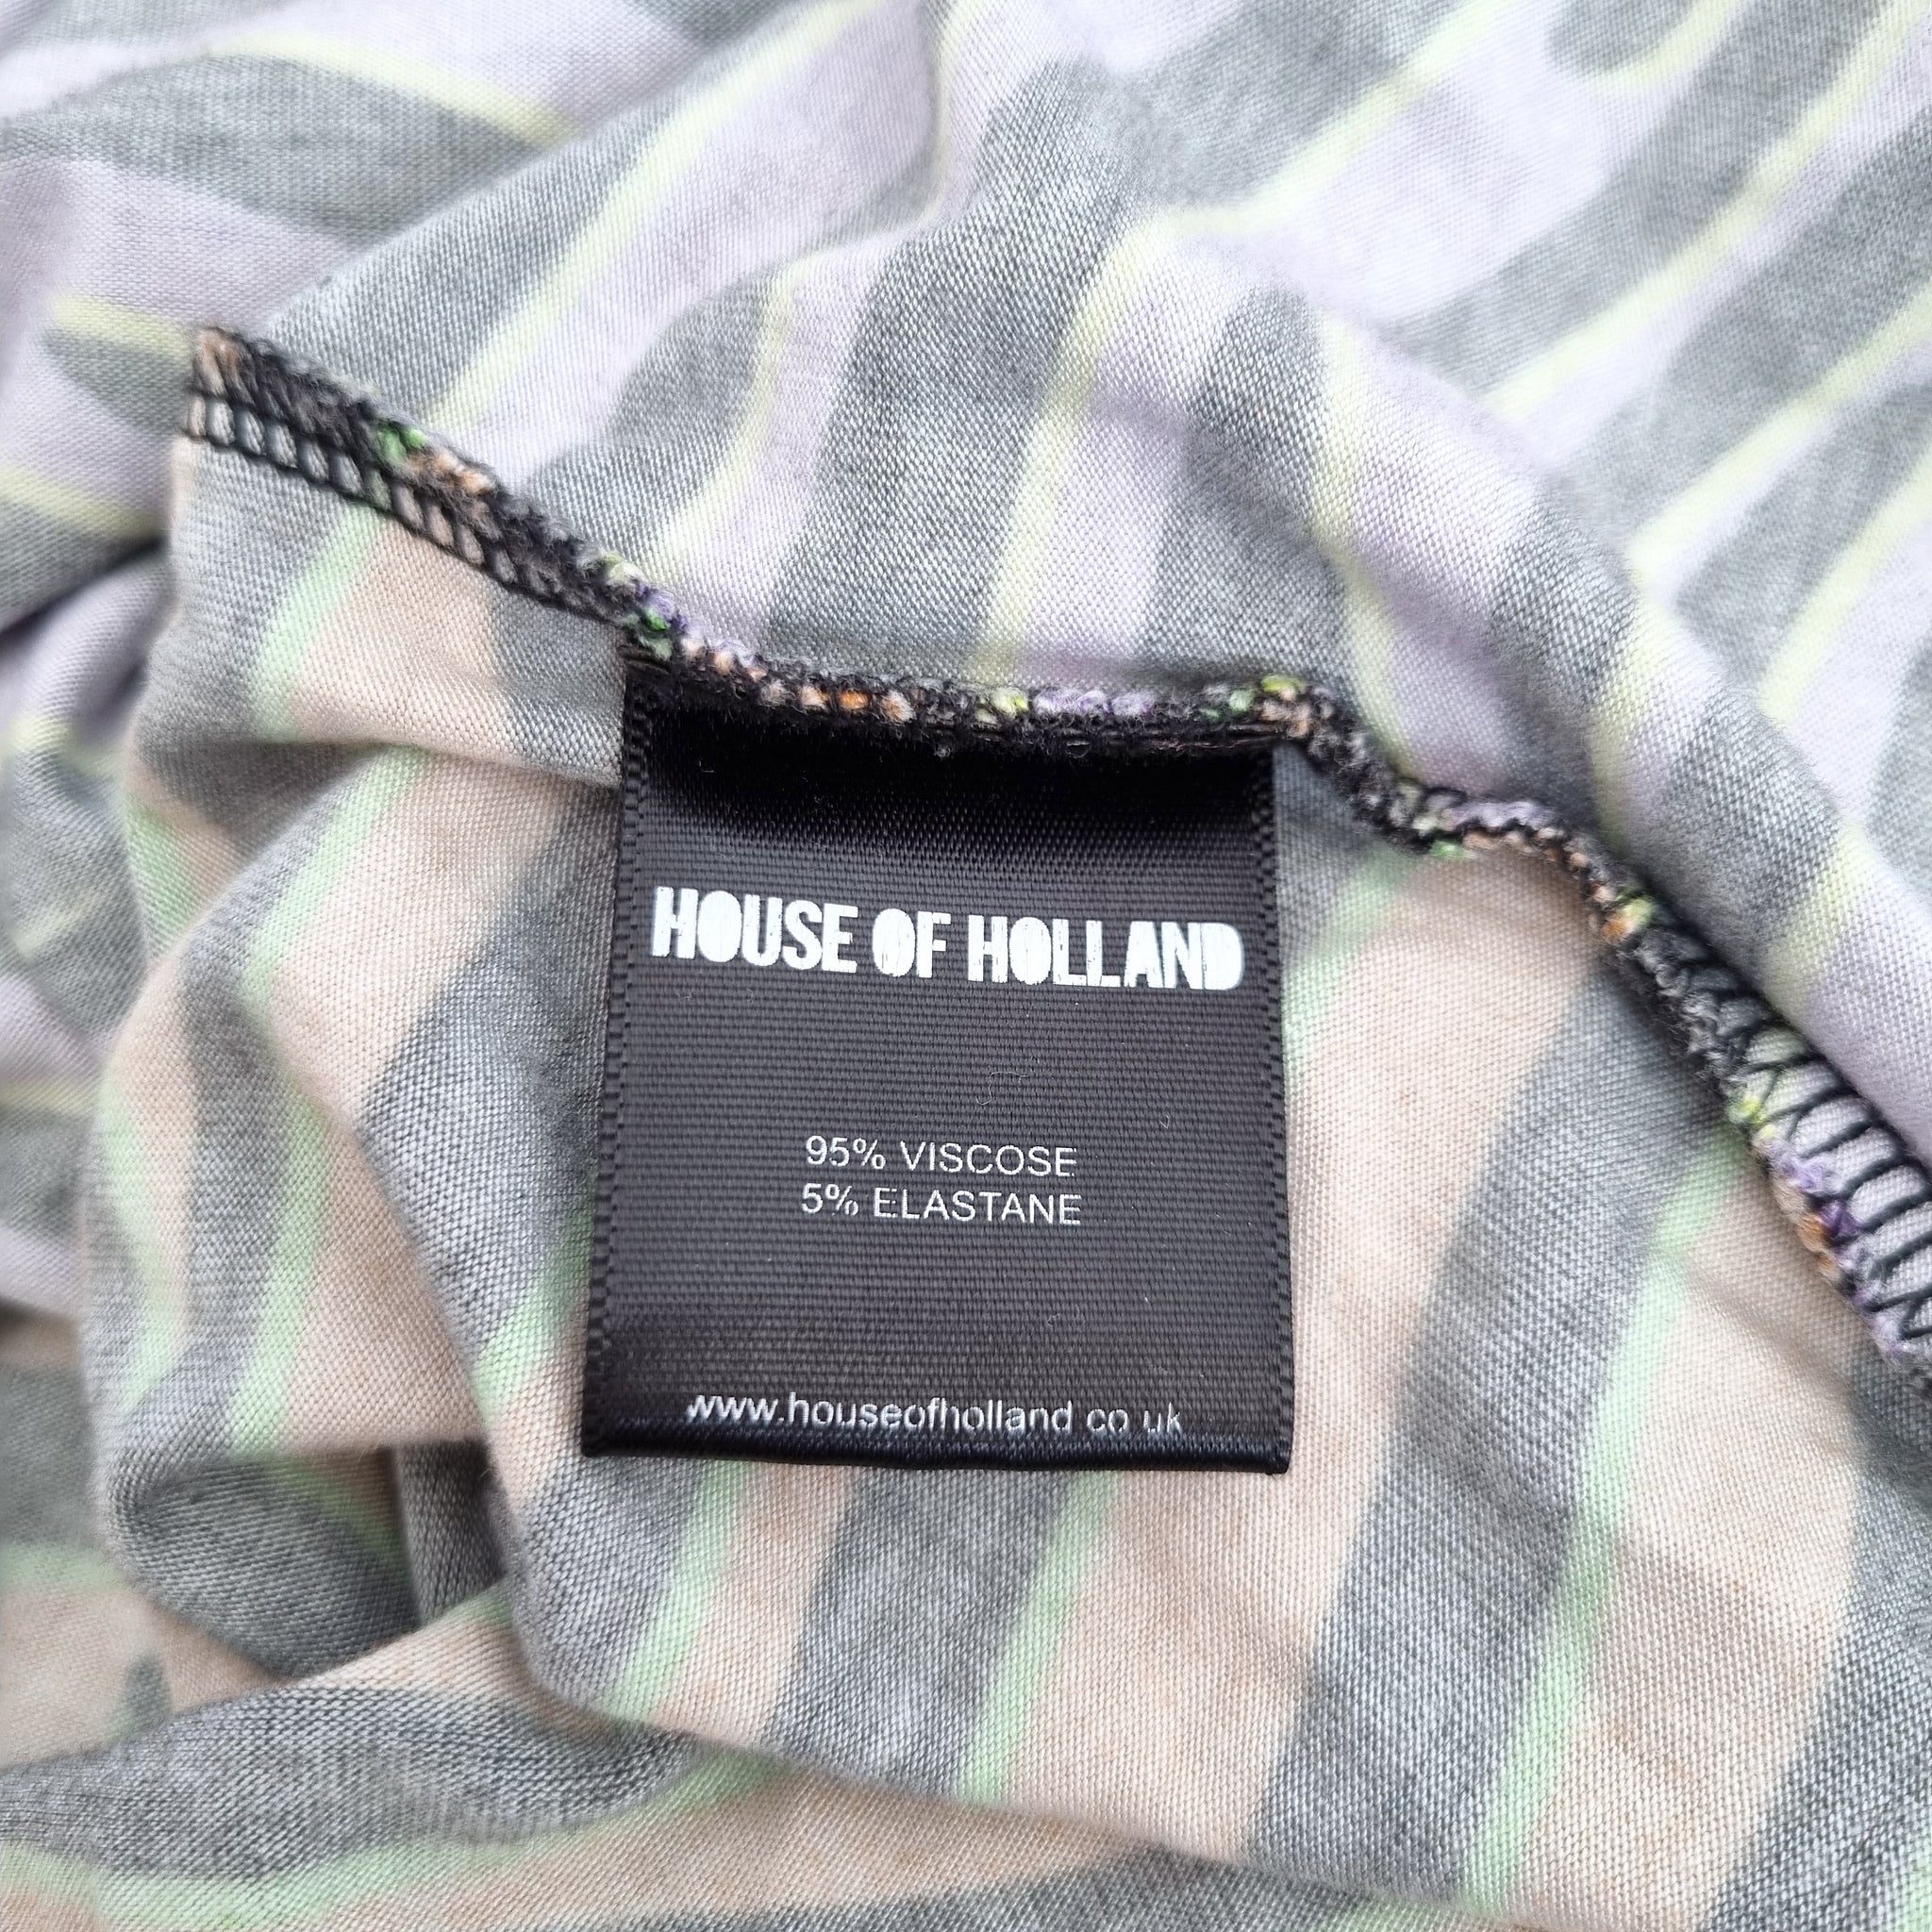 HOUSE OF HOLLAND
95% VISCOSE
5% ELASTANE
www.houseofholland.co.uk